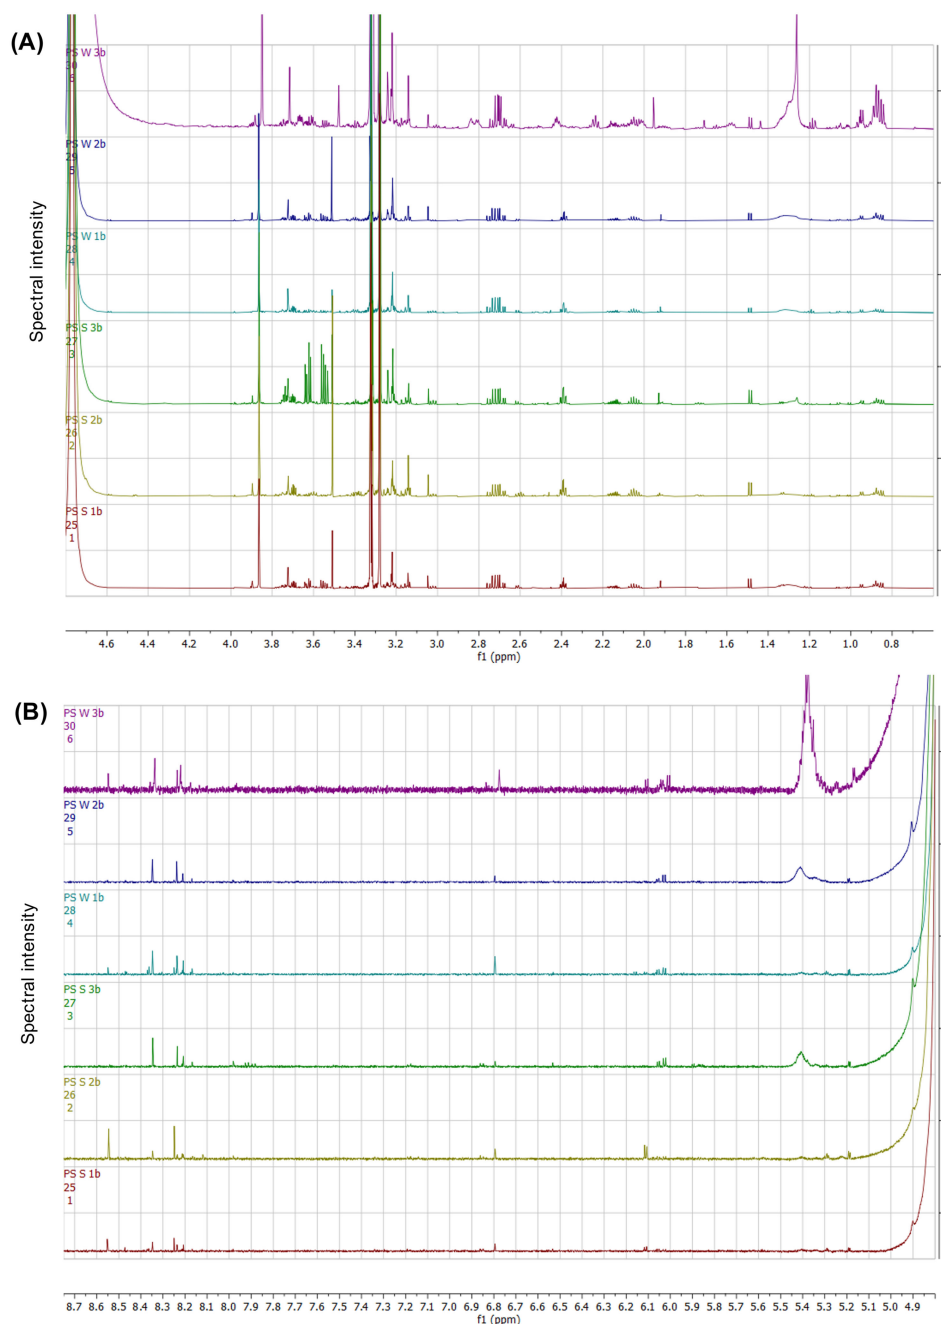 (A)
Spectral intensity
PS W 3b
30
6
PS W 2b
29
5
PS W 1b
28
4
PS S 3b
27
3
PS S 2b
26
2
PS S 1b
25
1
4.6 4.4 4.2 4.0 3.8 3.6 3.4 3.2 3.0 2.8 2.6 2.4 2.2 2.0 1.8 1.6 1.4 1.2 1.0 0.8
f1 (ppm)
(B)
Spectral intensity
PS W 3b
30
6
PS W 2b
29
5
PS W 1b
28
4
PS S 3b
27
3
PS S 2b
26
2
PS S 1b
25
1
8.7 8.6 8.5 8.4 8.3 8.2 8.1 8.0 7.9 7.8 7.7 7.6 7.5 7.4 7.3 7.2 7.1 7.0 6.9 6.8 6.7 6.6 6.5 6.4 6.3 6.2 6.1 6.0 5.9 5.8 5.7 5.6 5.5 5.4 5.3 5.2 5.1 5.0 4.9
f1 (ppm)